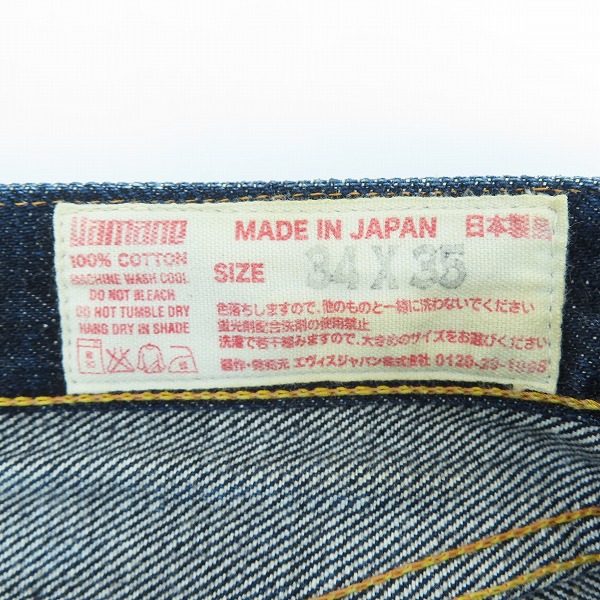 Yamane
MADE IN JAPAN 日本製
100% COTTON
MACHINE WASH COOL
DO NOT BLEACH
DO NOT TUMBLE DRY
HANG DRY IN SHADE
SIZE 34 X 35
色落ちしますので、他のものと一緒に洗わないでください
蛍光剤配合洗剤の使用禁止
洗濯で若干縮みますので、大きめのサイズをお選びください
製作・発売元 エヴィスジャパン株式会社 0120-29-1995